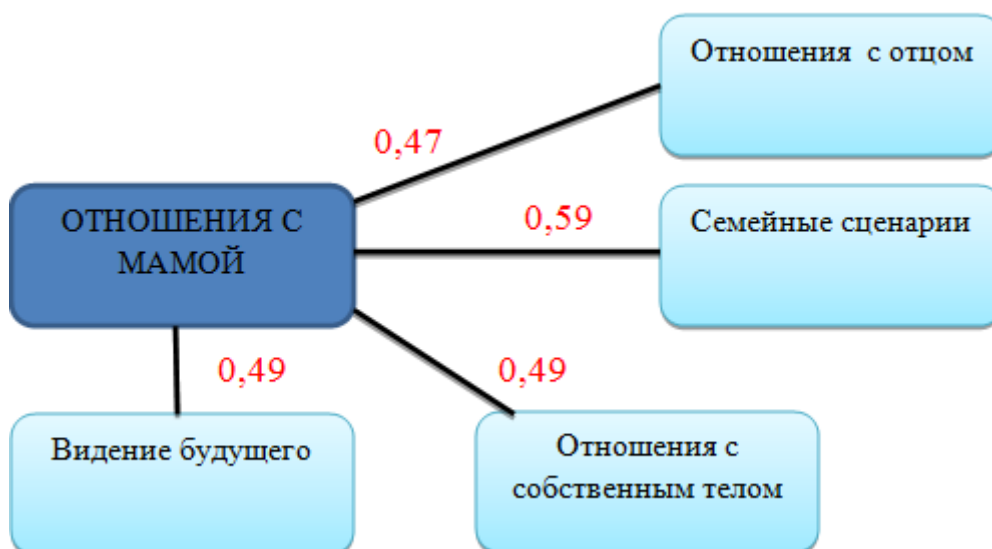 Отношения с отцом
0,47
ОТНОШЕНИЯ С
МАМОЙ
0,59
Семейные сценарии
0,49
0,49
Видение будущего
Отношения с
собственным телом